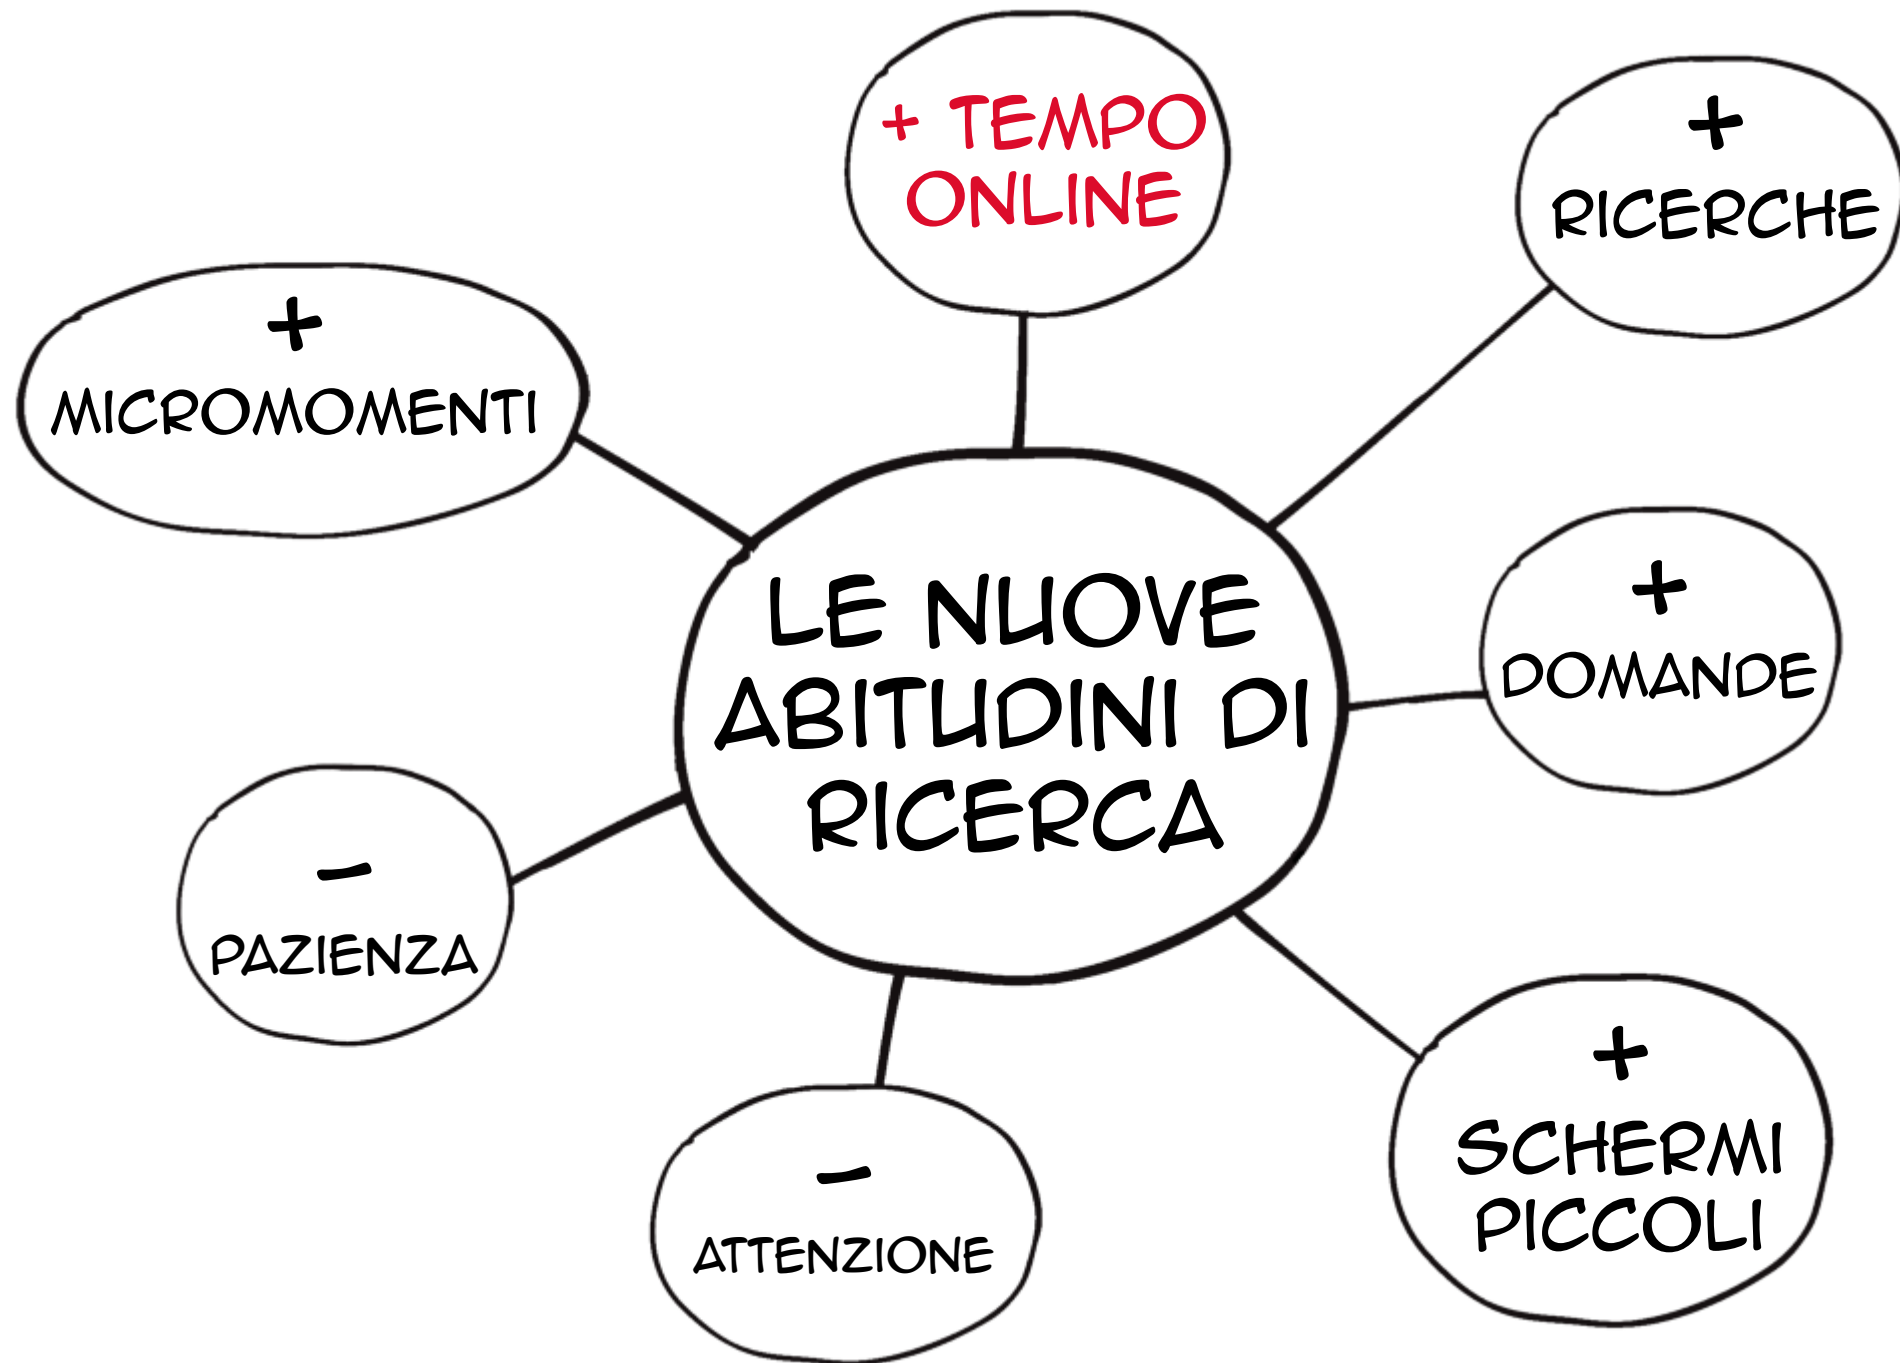 + TEMPO
ONLINE
+
RICERCHE
+
MICROMOMENTI
LE NUOVE
ABITUDINI DI
RICERCA
+
DOMANDE
-
PAZIENZA
+
SCHERMI
PICCOLI
-
ATTENZIONE